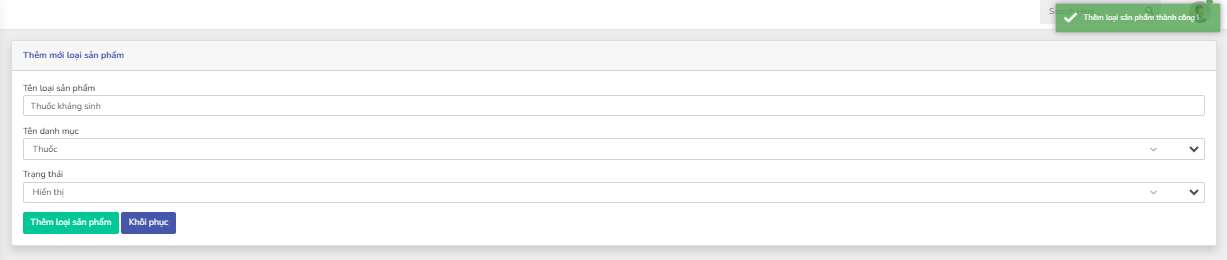 Thêm loại sản phẩm thành công!
Thêm mới loại sản phẩm
Tên loại sản phẩm
Thuốc kháng sinh
Tên danh mục
Thuốc
Trạng thái
Hiển thị
Thêm loại sản phẩm Khôi phục